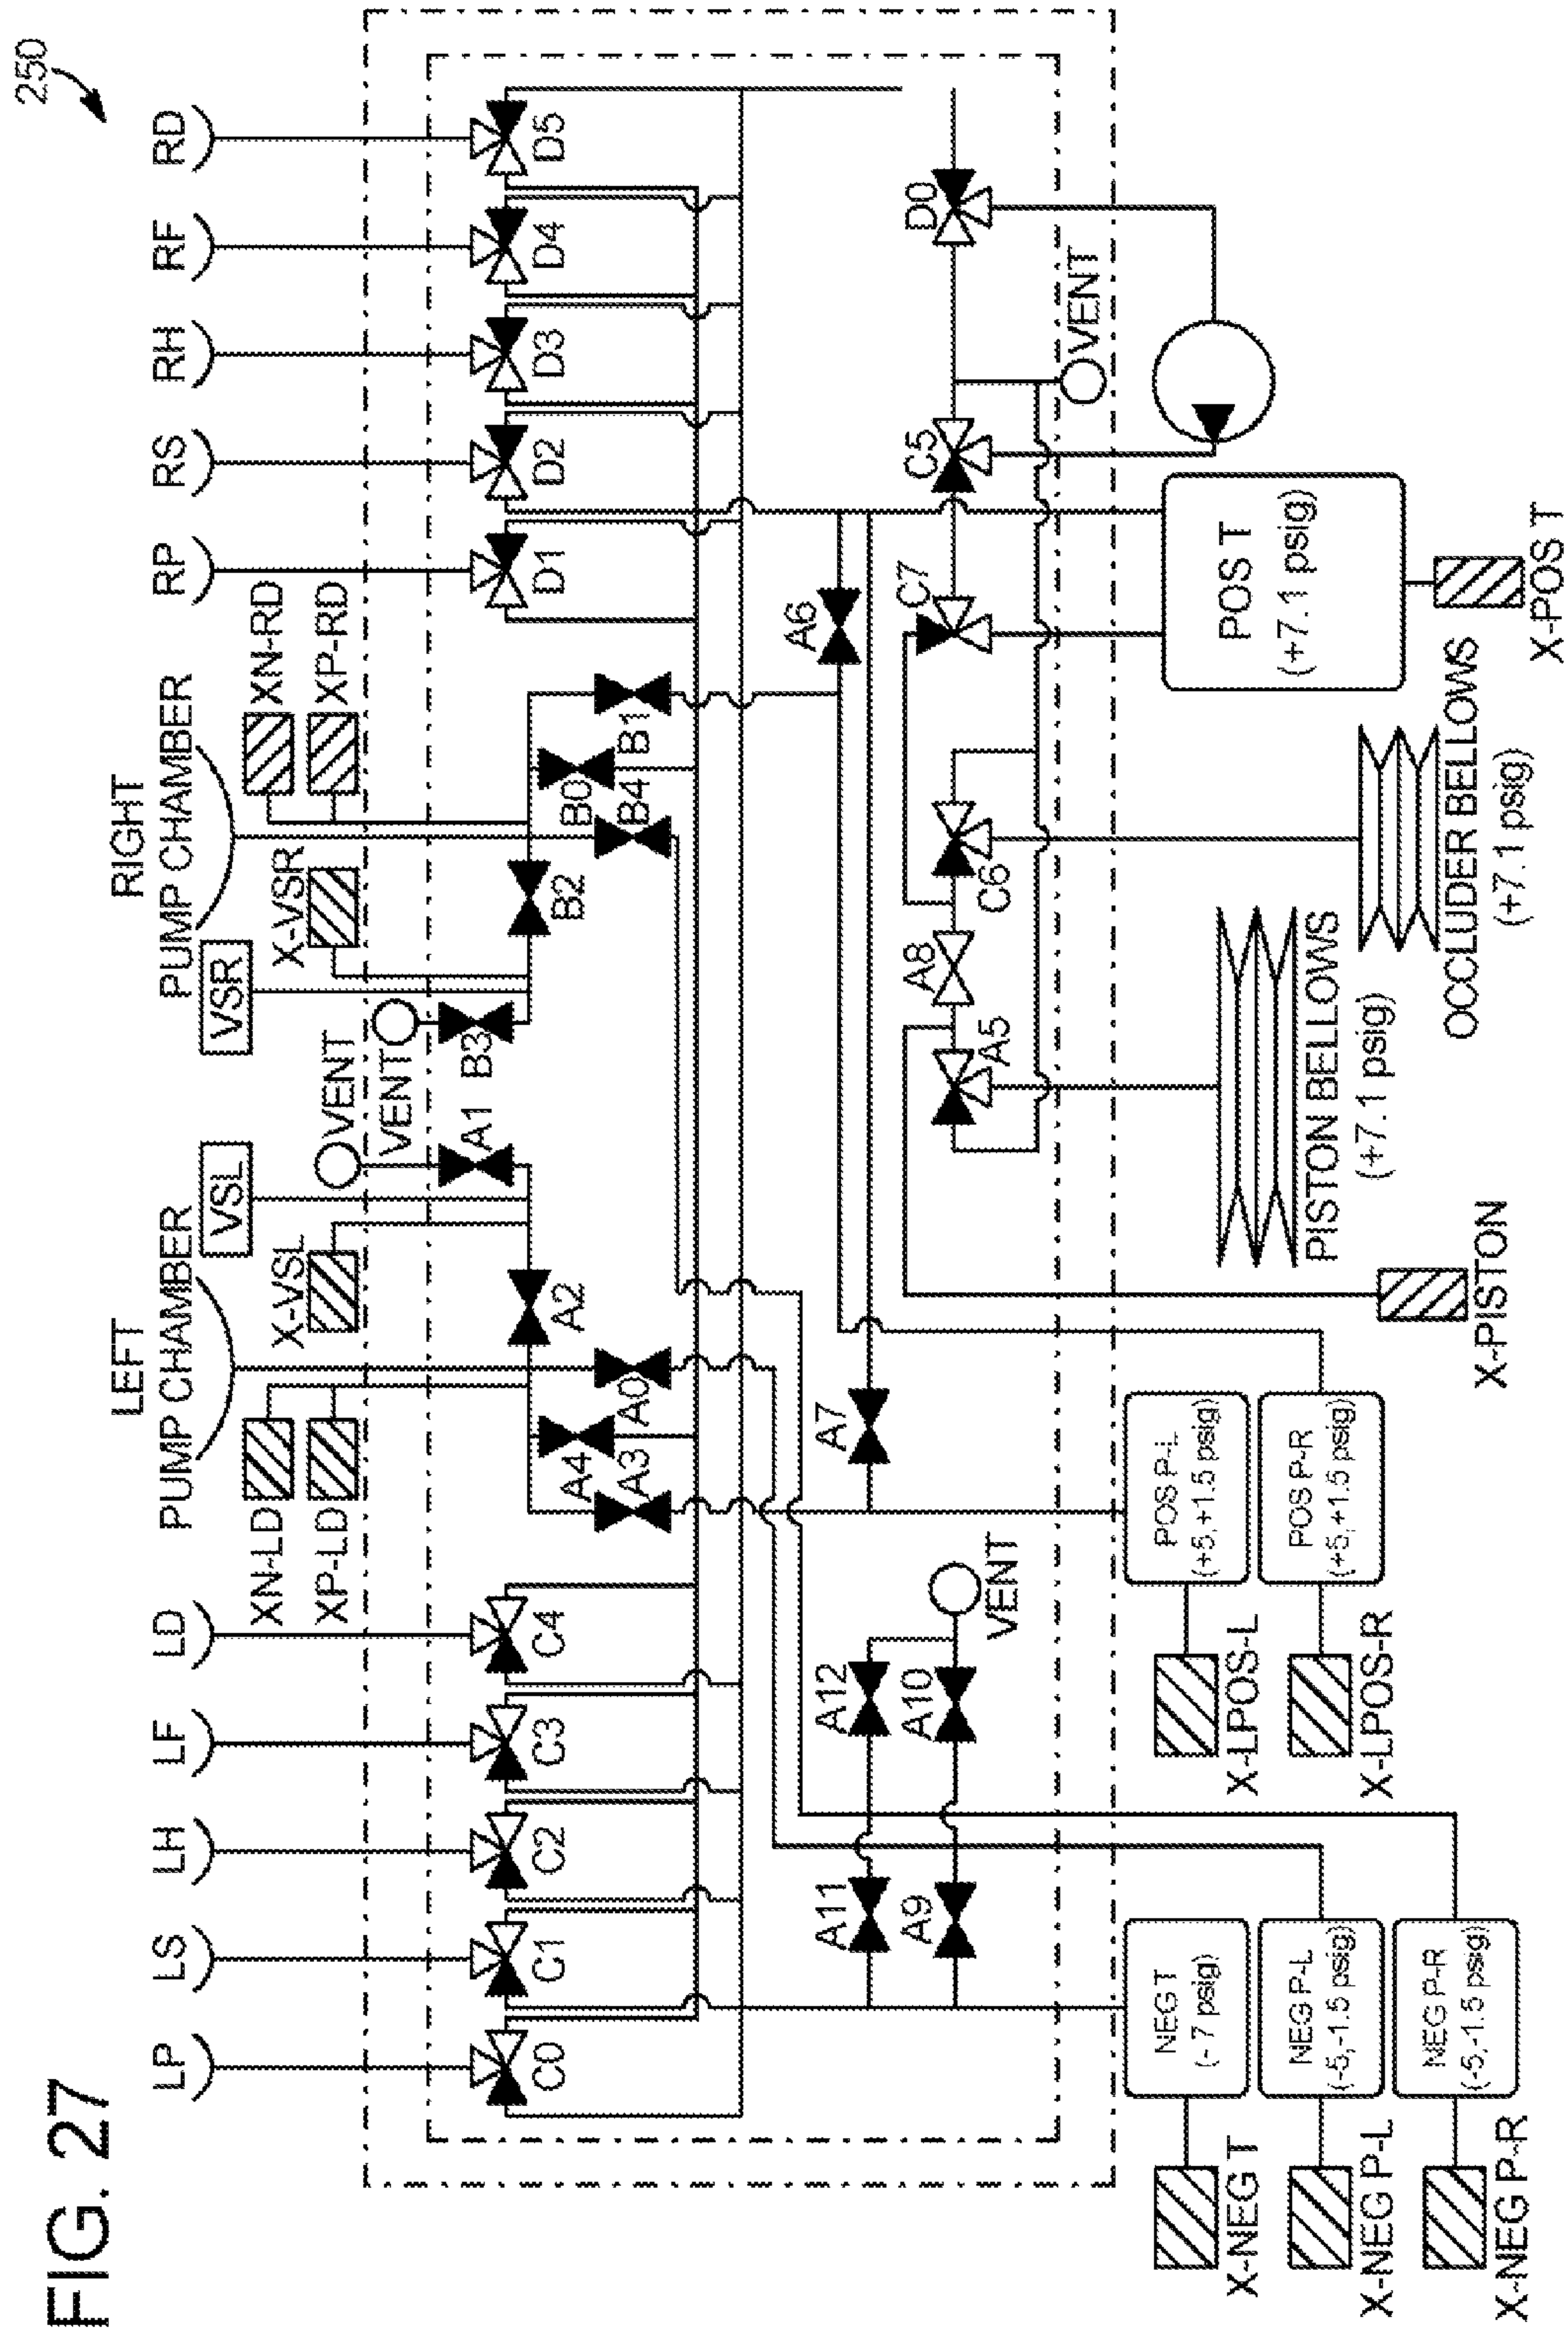 FIG. 27
250
LP
LS
LH
LF
LD
LEFT
PUMP CHAMBER
RIGHT
PUMP CHAMBER
RP
RS
RH
RF
RD
XN-LD
XP-LD
X-VSL
VSL
VENT
VENT
VSR
X-VSR
XN-RD
XP-RD
C0
C1
C2
C3
C4
A4
A3
A0
A2
A1
B3
B2
B0
B4
B1
D1
D2
D3
D4
D5
A11
A12
A9
A10
VENT
A7
A6
A5
A8
C6
C7
C5
D0
VENT
NEG T
(- 7 psig)
NEG P-L
(-5,-1.5 psig)
NEG P-R
(-5,-1.5 psig)
X-NEG T
X-NEG P-L
X-NEG P-R
POS P-L
(+5,+1.5 psig)
POS P-R
(+5,+1.5 psig)
X-LPOS-L
X-LPOS-R
X-PISTON
PISTON BELLOWS
(+7.1 psig)
OCCLUDER BELLOWS
(+7.1 psig)
POS T
(+7.1 psig)
X-POS T